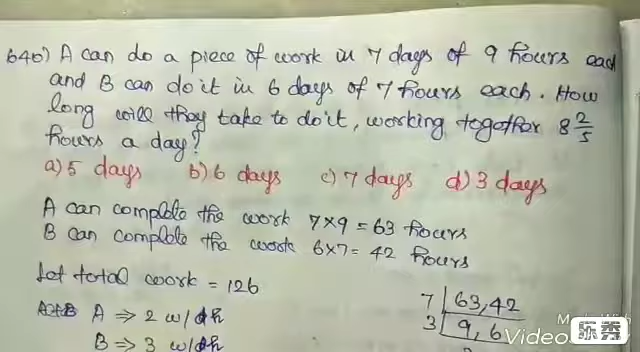 640) A can do a piece of work in 7 days of 9 hours each
and B can do it in 6 days of 7 hours each. How
long will they take to do it, working together 8 2/5
hours a day?
a) 5 days b) 6 days c) 7 days d) 3 days
A can complete the work 7×9 = 63 hours
B can complete the work 6×7 = 42 hours
Let total work = 126
A ⇒ 2 w/h
B ⇒ 3 w/h
7 | 63, 42
3 | 9, 6
Video
乐秀